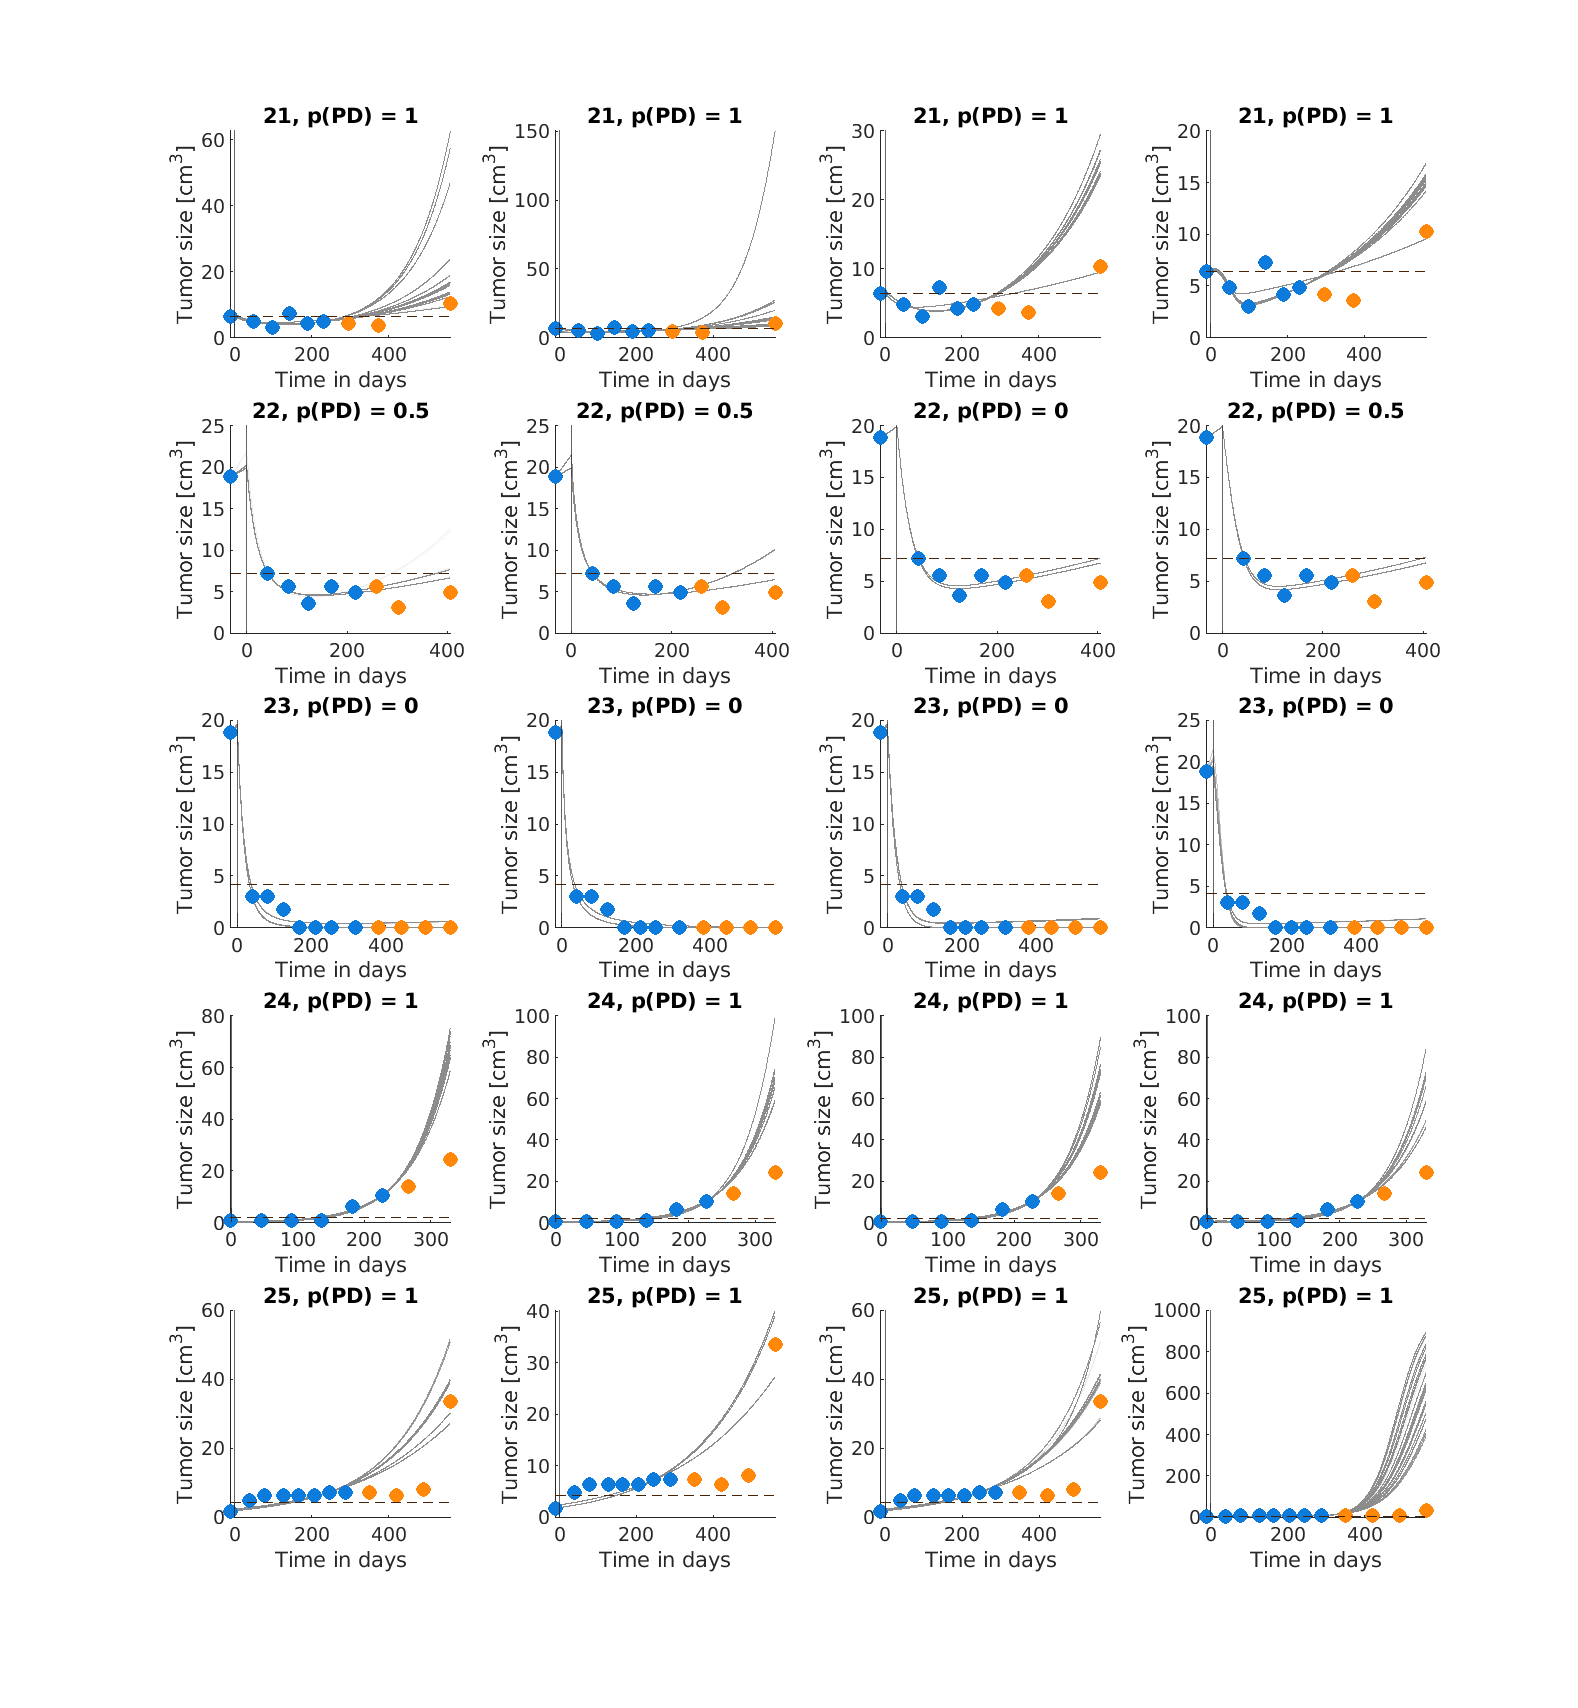 21, p(PD) = 1 21, p(PD) = 1 21, p(PD) = 1 21, p(PD) = 1
Tumor size [cm³] 60 40 20 0 Tumor size [cm³] 150 100 50 0 Tumor size [cm³] 30 20 10 0 Tumor size [cm³] 20 15 10 5 0
0 200 400 0 200 400 0 200 400 0 200 400
Time in days Time in days Time in days Time in days
22, p(PD) = 0.5 22, p(PD) = 0.5 22, p(PD) = 0 22, p(PD) = 0.5
Tumor size [cm³] 25 20 15 10 5 0 Tumor size [cm³] 25 20 15 10 5 0 Tumor size [cm³] 20 15 10 5 0 Tumor size [cm³] 20 15 10 5 0
0 200 400 0 200 400 0 200 400 0 200 400
Time in days Time in days Time in days Time in days
23, p(PD) = 0 23, p(PD) = 0 23, p(PD) = 0 23, p(PD) = 0
Tumor size [cm³] 20 15 10 5 0 Tumor size [cm³] 20 15 10 5 0 Tumor size [cm³] 20 15 10 5 0 Tumor size [cm³] 25 20 15 10 5 0
0 200 400 0 200 400 0 200 400 0 200 400
Time in days Time in days Time in days Time in days
24, p(PD) = 1 24, p(PD) = 1 24, p(PD) = 1 24, p(PD) = 1
Tumor size [cm³] 80 60 40 20 0 Tumor size [cm³] 100 80 60 40 20 0 Tumor size [cm³] 100 80 60 40 20 0 Tumor size [cm³] 100 80 60 40 20 0
0 100 200 300 0 100 200 300 0 100 200 300 0 100 200 300
Time in days Time in days Time in days Time in days
25, p(PD) = 1 25, p(PD) = 1 25, p(PD) = 1 25, p(PD) = 1
Tumor size [cm³] 60 40 20 0 Tumor size [cm³] 40 30 20 10 0 Tumor size [cm³] 60 40 20 0 Tumor size [cm³] 1000 800 600 400 200 0
0 200 400 0 200 400 0 200 400 0 200 400
Time in days Time in days Time in days Time in days